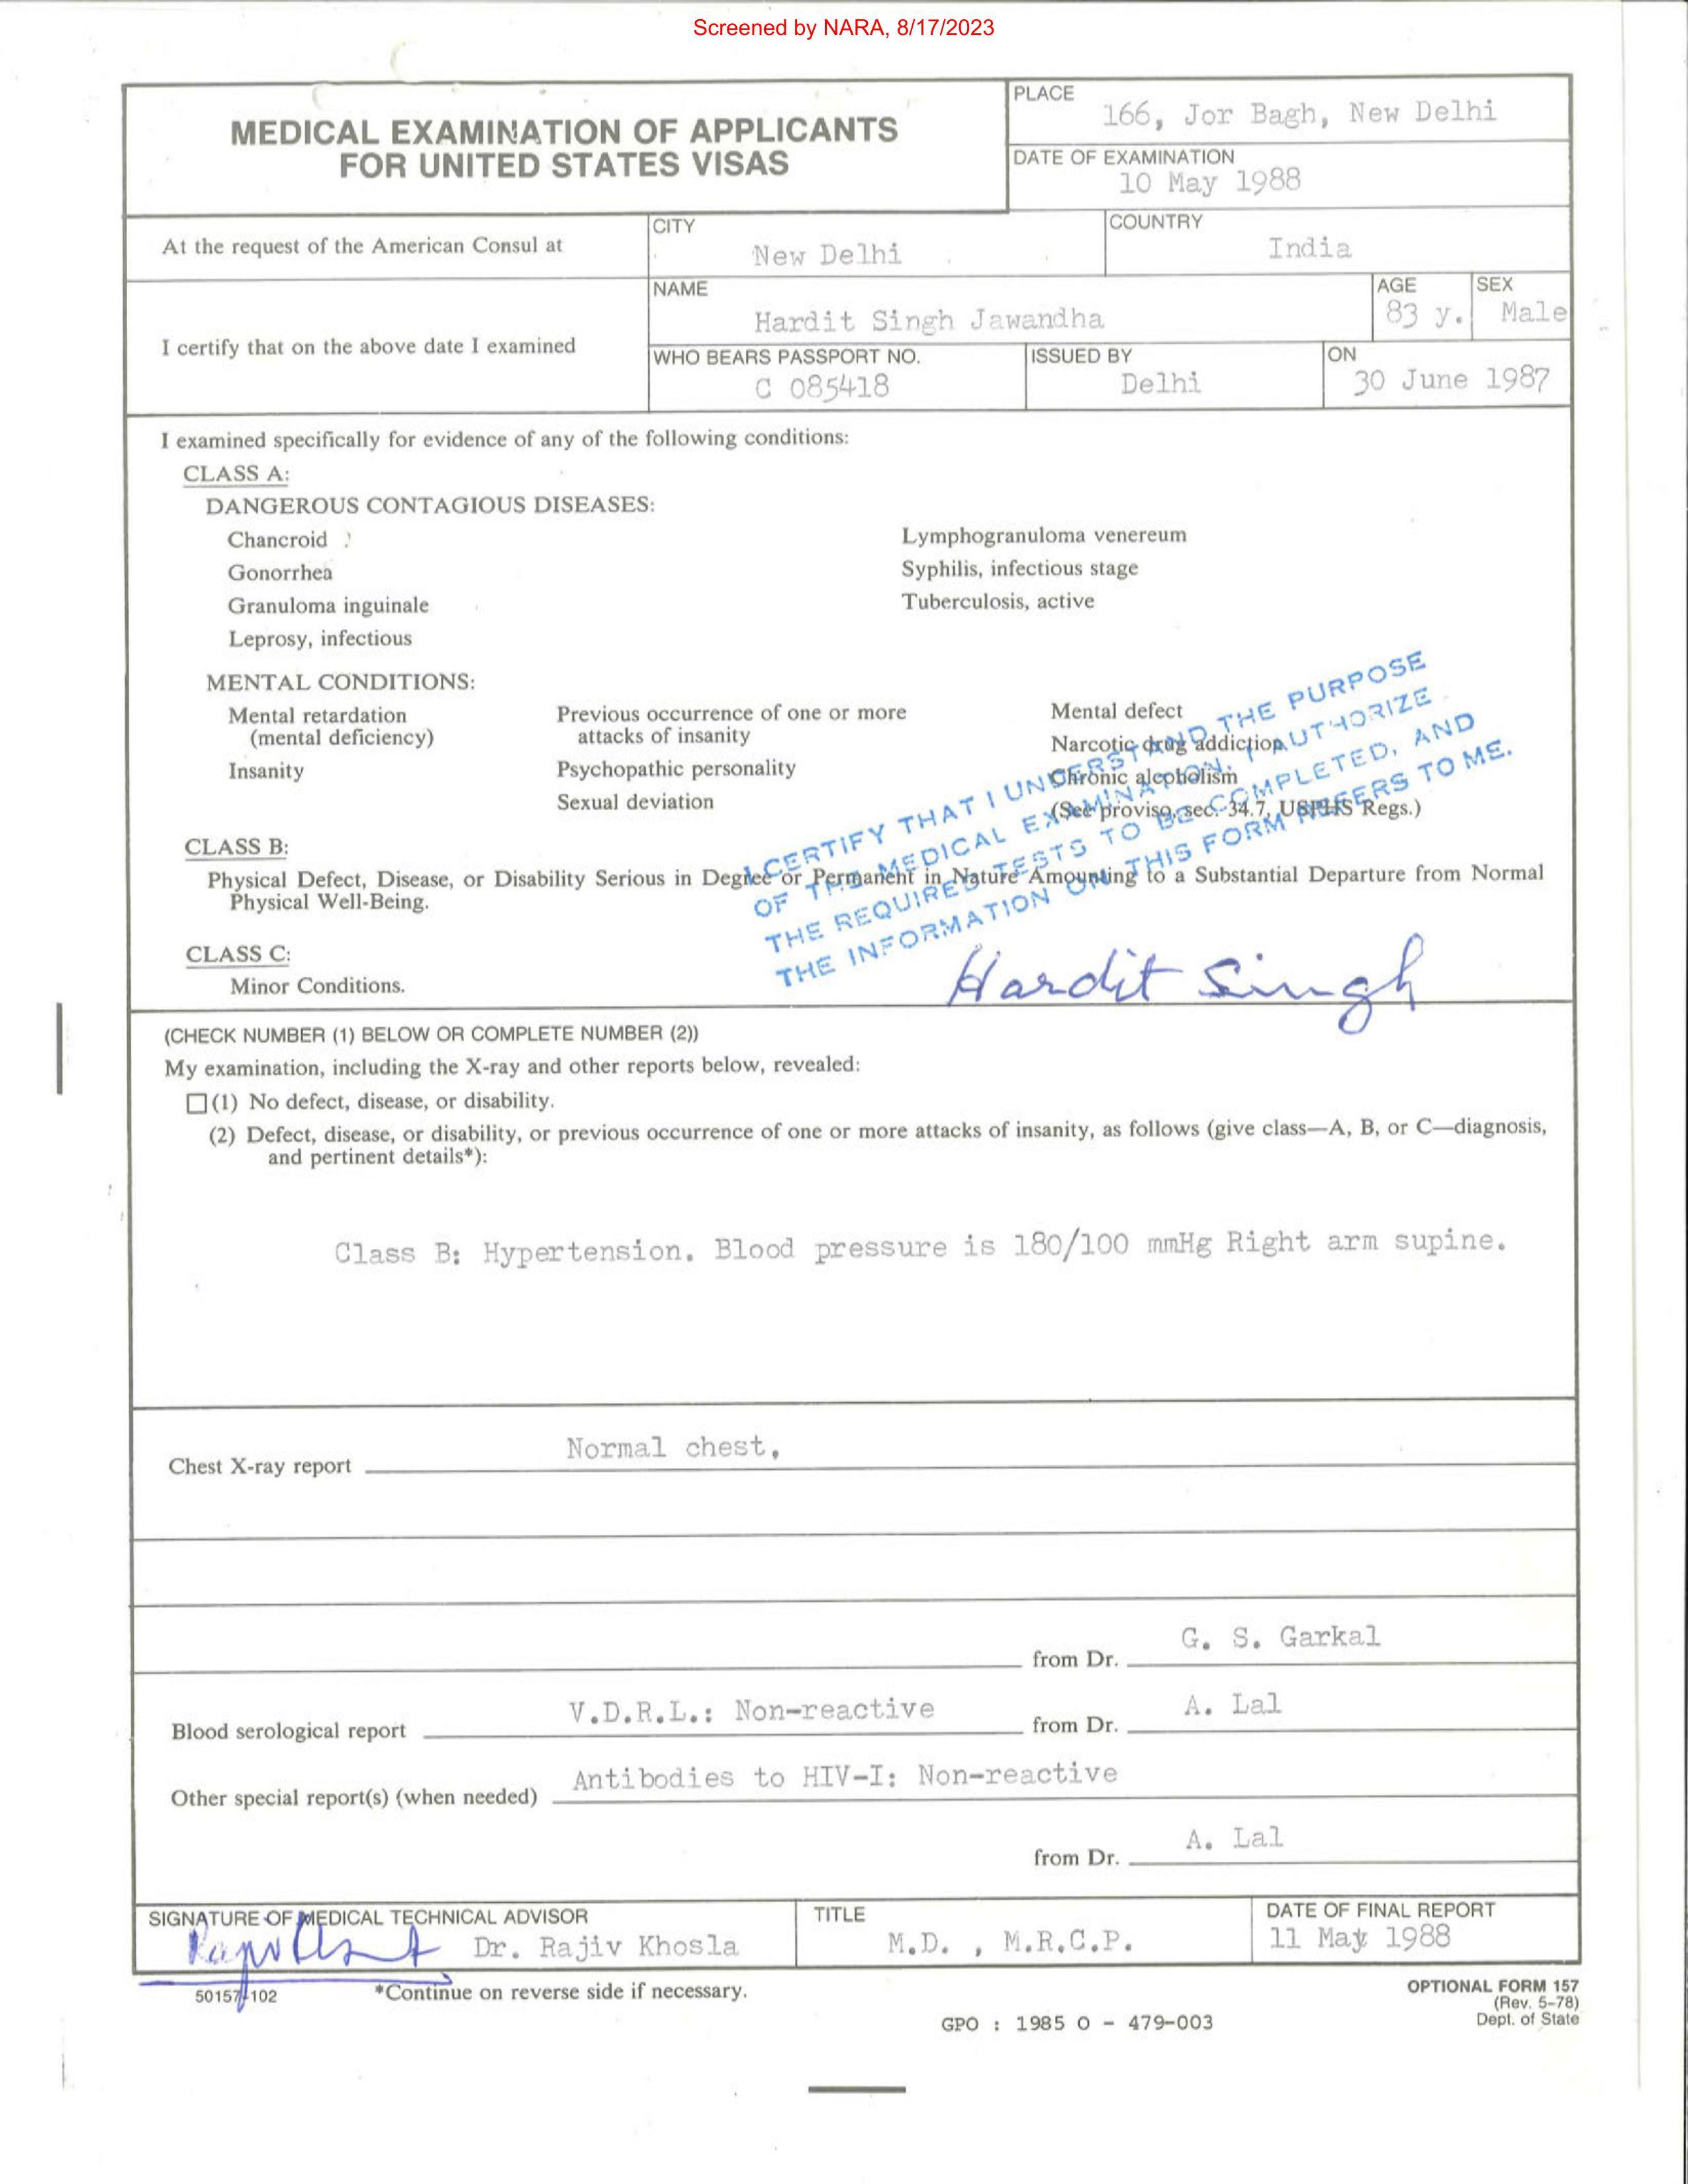 Screened by NARA, 8/17/2023
MEDICAL EXAMINATION OF APPLICANTS
FOR UNITED STATES VISAS
PLACE
166, Jor Bagh, New Delhi
DATE OF EXAMINATION
10 May 1988
At the request of the American Consul at
CITY
New Delhi
COUNTRY
India
I certify that on the above date I examined
NAME
Hardit Singh Jawandha
AGE
83 y.
SEX
Male
WHO BEARS PASSPORT NO.
C 085418
ISSUED BY
Delhi
ON
30 June 1987
I examined specifically for evidence of any of the following conditions:
CLASS A:
DANGEROUS CONTAGIOUS DISEASES:
Chancroid
Lymphogranuloma venereum
Gonorrhea
Syphilis, infectious stage
Granuloma inguinale
Tuberculosis, active
Leprosy, infectious
MENTAL CONDITIONS:
Mental retardation
(mental deficiency)
Insanity
Previous occurrence of one or more
attacks of insanity
Psychopathic personality
Sexual deviation
Mental defect
Narcotic drug addiction
Chronic alcoholism
(See proviso, sec. 34.7, USPHS Regs.)
I CERTIFY THAT I UNDERSTAND THE PURPOSE
OF THE MEDICAL EXAMINATION, I AUTHORIZE
THE REQUIRED TESTS TO BE COMPLETED, AND
THE INFORMATION ON THIS FORM REFERS TO ME.
CLASS B:
Physical Defect, Disease, or Disability Serious in Degree or Permanent in Nature Amounting to a Substantial Departure from Normal
Physical Well-Being.
CLASS C:
Minor Conditions.
Hardit Singh
(CHECK NUMBER (1) BELOW OR COMPLETE NUMBER (2))
My examination, including the X-ray and other reports below, revealed:
☐ (1) No defect, disease, or disability.
(2) Defect, disease, or disability, or previous occurrence of one or more attacks of insanity, as follows (give class—A, B, or C—diagnosis,
and pertinent details*):
Class B: Hypertension. Blood pressure is 180/100 mmHg Right arm supine.
Chest X-ray report
Normal chest.
from Dr. G. S. Garkal
Blood serological report V.D.R.L.: Non-reactive from Dr. A. Lal
Other special report(s) (when needed) Antibodies to HIV-I: Non-reactive
from Dr. A. Lal
SIGNATURE OF MEDICAL TECHNICAL ADVISOR
Dr. Rajiv Khosla
TITLE
M.D. , M.R.C.P.
DATE OF FINAL REPORT
11 May 1988
50157-102
*Continue on reverse side if necessary.
OPTIONAL FORM 157
(Rev. 5-78)
Dept. of State
GPO : 1985 O - 479-003